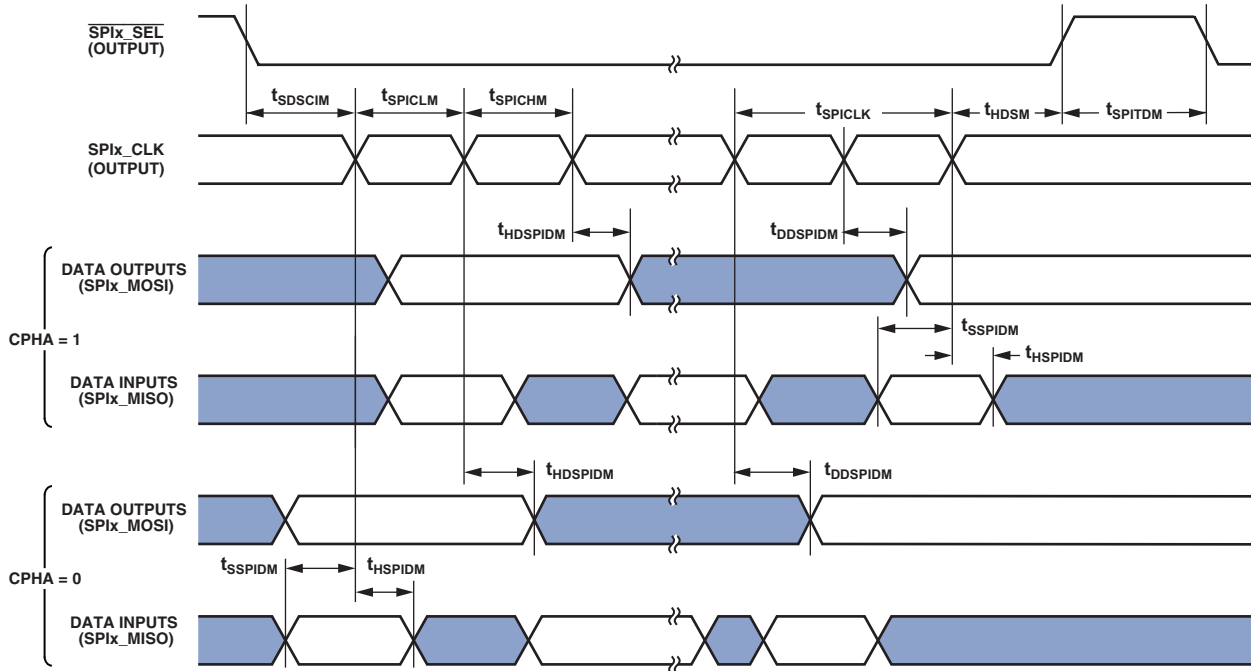 SPIx_SEL
(OUTPUT)
tSDSCIM
tSPICLM
tSPICHM
tSPICLK
tHDSM
tSPITDM
SPIx_CLK
(OUTPUT)
tHDSPIDM
tDDSPIDM
DATA OUTPUTS
(SPIx_MOSI)
CPHA = 1
tSSPIDM
tHSPIDM
DATA INPUTS
(SPIx_MISO)
tHDSPIDM
tDDSPIDM
DATA OUTPUTS
(SPIx_MOSI)
CPHA = 0
tSSPIDM
tHSPIDM
DATA INPUTS
(SPIx_MISO)